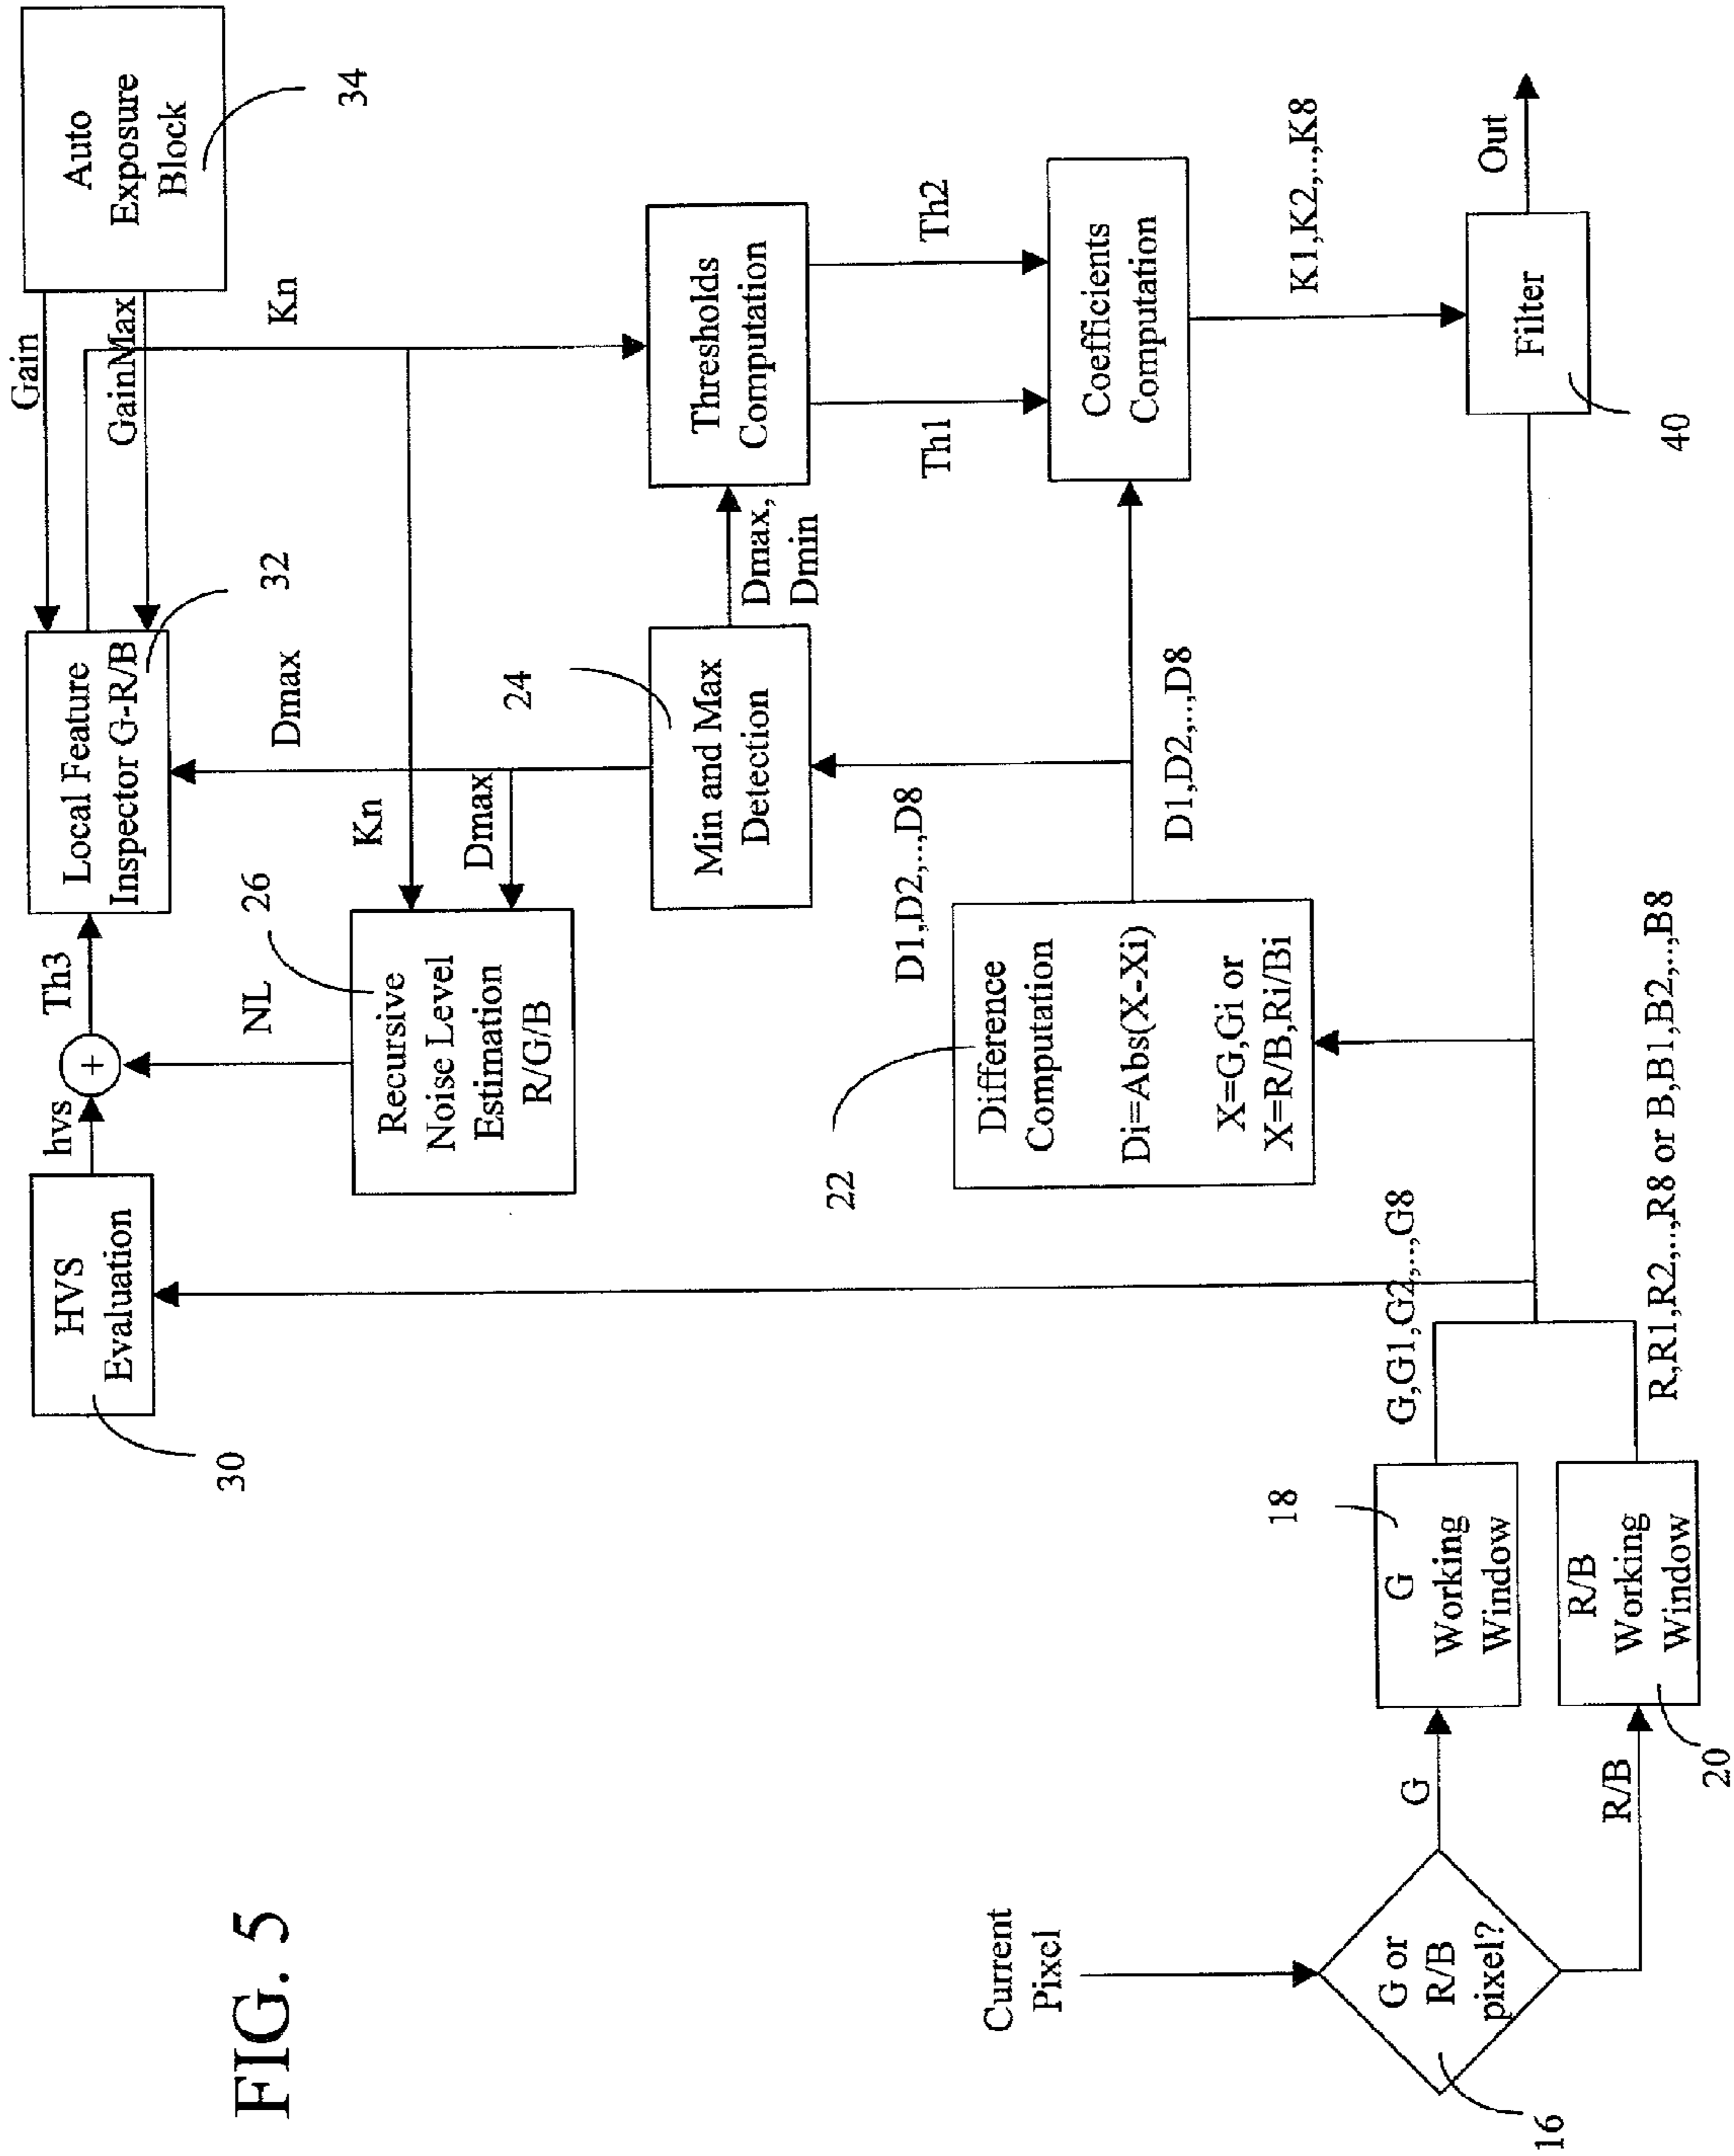 FIG. 5
Current
Pixel
G or
R/B
pixel?
16
G
R/B
18
G
Working
Window
R/B
Working
Window
20
G,G1,G2,..,G8
R,R1,R2,..,R8 or B,B1,B2,..,B8
30
HVS
Evaluation
hvs
+
Th3
NL
26
Recursive
Noise Level
Estimation
R/G/B
22
Difference
Computation
Di=Abs(X-Xi)
X=G,Gi or
X=R/B,Ri/Bi
D1,D2,..,D8
D1,D2,..,D8
Local Feature
Inspector G-R/B
32
Dmax
Kn
Dmax
24
Min and Max
Detection
Dmax,
Dmin
Gain
GainMax
Kn
Auto
Exposure
Block
34
Thresholds
Computation
Th1
Th2
Coefficients
Computation
K1,K2,..,K8
Filter
40
Out